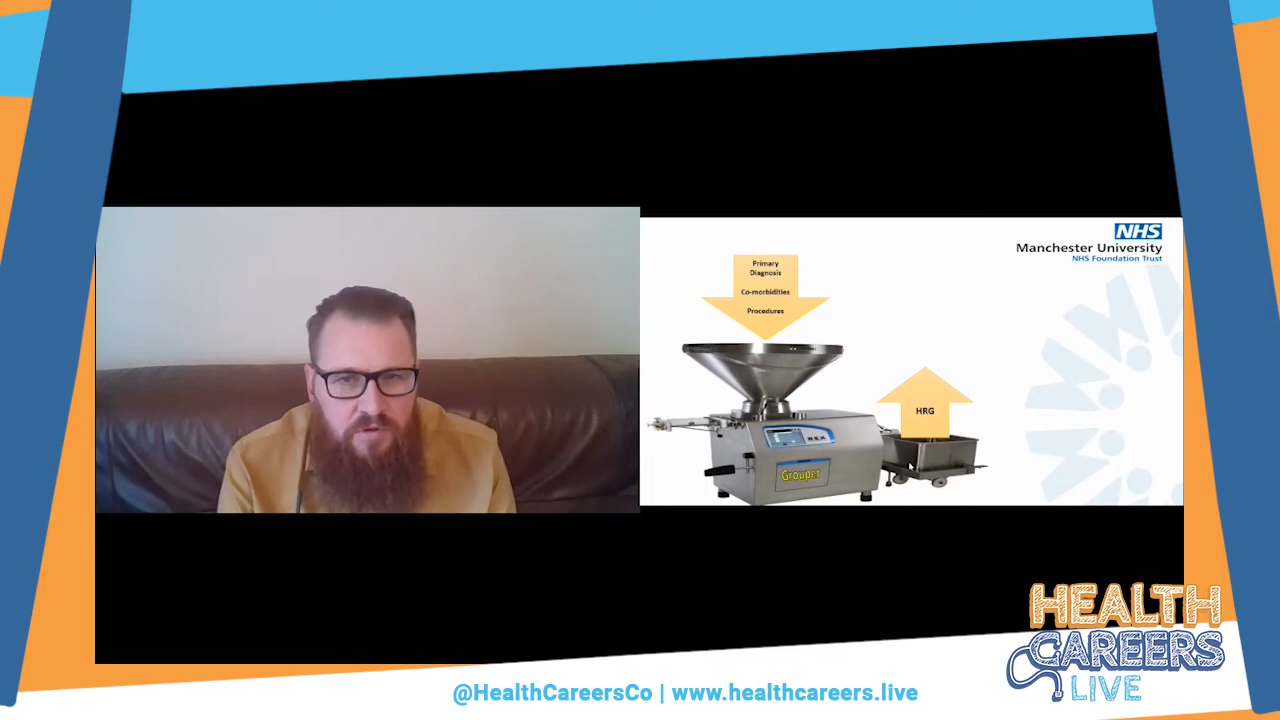 NHS
Manchester University
NHS Foundation Trust
Primary
Diagnosis
Co-morbidities
Procedures
HRG
REX
Grouper
HEALTH
CAREERS
LIVE
@HealthCareersCo | www.healthcareers.live